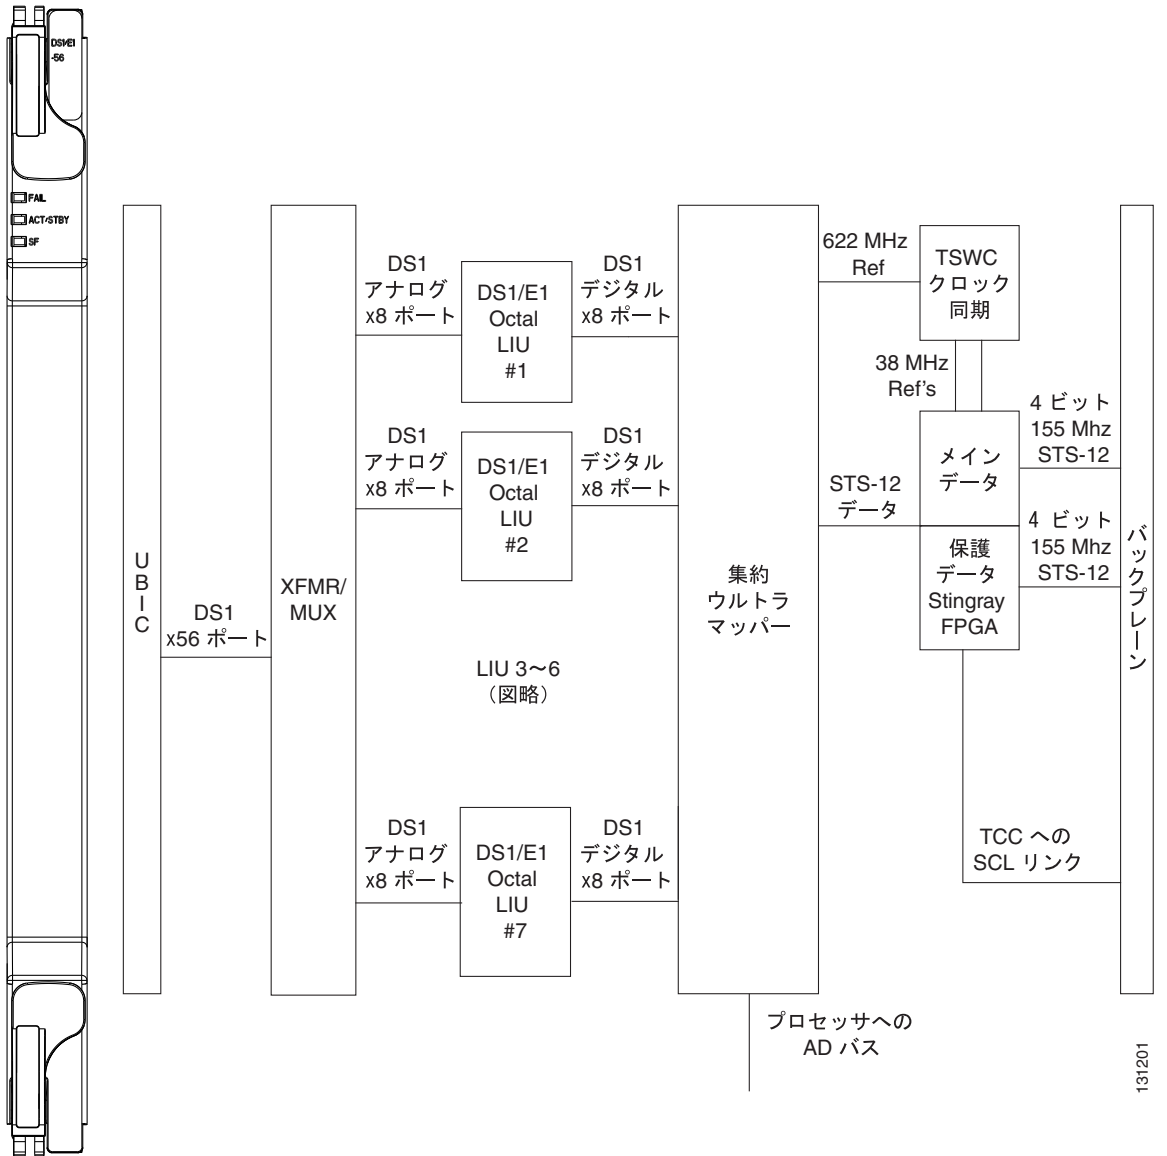 DS1/E1
-56
FAIL
ACT/STBY
SF
UBIC
DS1
x56 ポート
XFMR/
MUX
DS1
アナログ
x8 ポート
DS1/E1
Octal
LIU
#1
DS1
デジタル
x8 ポート
DS1
アナログ
x8 ポート
DS1/E1
Octal
LIU
#2
DS1
デジタル
x8 ポート
LIU 3〜6
（図略）
DS1
アナログ
x8 ポート
DS1/E1
Octal
LIU
#7
DS1
デジタル
x8 ポート
集約
ウルトラ
マッパー
プロセッサへの
AD バス
622 MHz
Ref
TSWC
クロック
同期
38 MHz
Ref's
STS-12
データ
メイン
データ
保護
データ
Stingray
FPGA
4 ビット
155 Mhz
STS-12
4 ビット
155 Mhz
STS-12
TCC への
SCL リンク
バックプレーン
131201